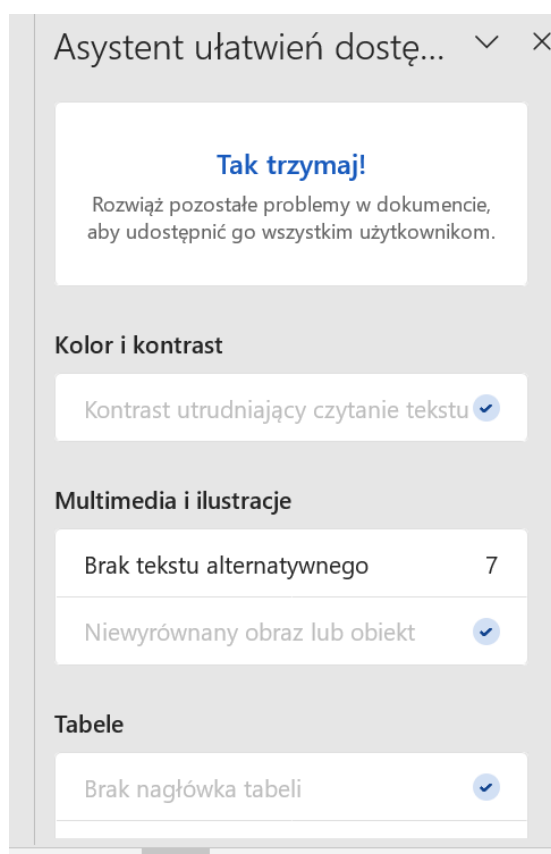 Asystent ułatwień dostę...
Tak trzymaj!
Rozwiąż pozostałe problemy w dokumencie,
aby udostępnić go wszystkim użytkownikom.
Kolor i kontrast
Kontrast utrudniający czytanie tekstu
Multimedia i ilustracje
Brak tekstu alternatywnego 7
Niewyrównany obraz lub obiekt
Tabele
Brak nagłówka tabeli